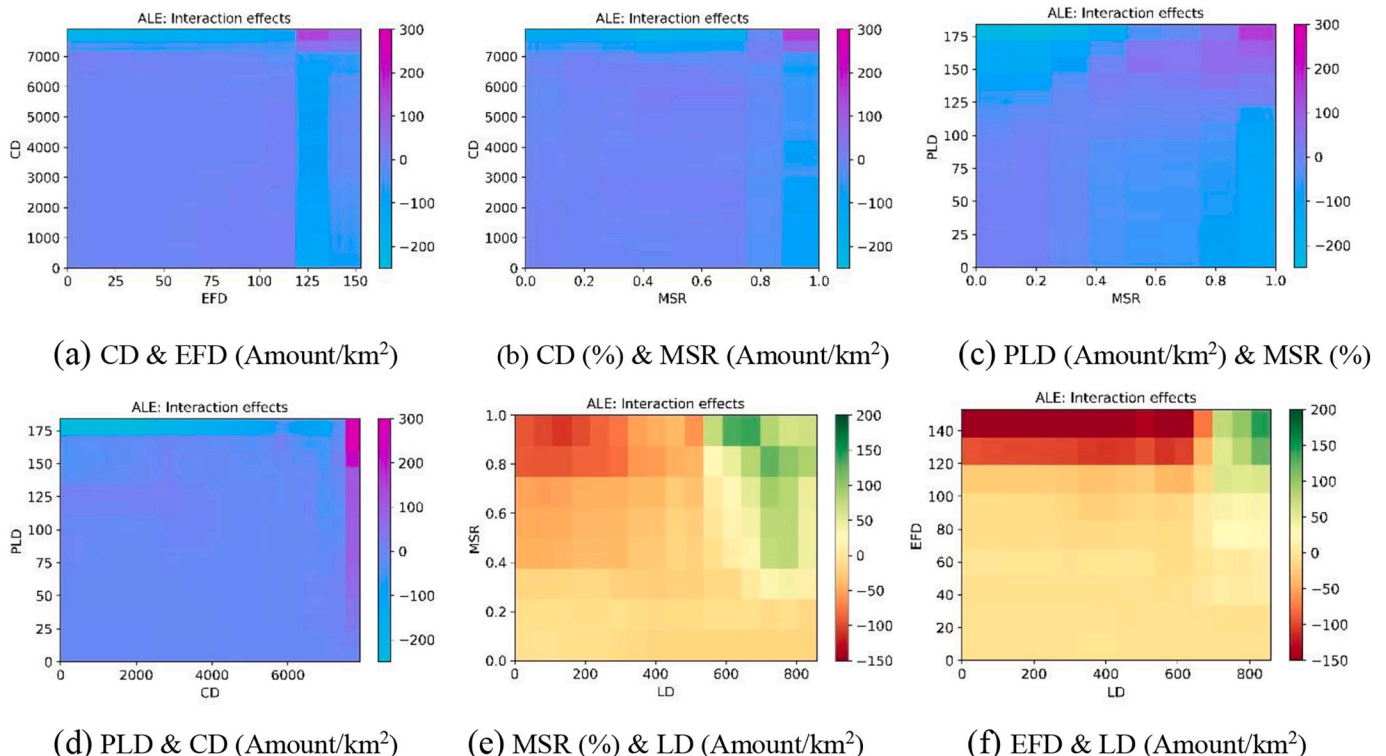 ALE: Interaction effects
CD
7000
6000
5000
4000
3000
2000
1000
0
0 25 50 75 100 125 150
EFD
300
200
100
0
−100
−200
(a) CD & EFD (Amount/km²)
ALE: Interaction effects
CD
7000
6000
5000
4000
3000
2000
1000
0
0.0 0.2 0.4 0.6 0.8 1.0
MSR
300
200
100
0
−100
−200
(b) CD (%) & MSR (Amount/km²)
ALE: Interaction effects
PLD
175
150
125
100
75
50
25
0
0.0 0.2 0.4 0.6 0.8 1.0
MSR
300
200
100
0
−100
−200
(c) PLD (Amount/km²) & MSR (%)
ALE: Interaction effects
PLD
175
150
125
100
75
50
25
0
0 2000 4000 6000
CD
300
200
100
0
−100
−200
(d) PLD & CD (Amount/km²)
ALE: Interaction effects
MSR
1.0
0.8
0.6
0.4
0.2
0.0
0 200 400 600 800
LD
200
150
100
50
0
−50
−100
−150
(e) MSR (%) & LD (Amount/km²)
ALE: Interaction effects
EFD
140
120
100
80
60
40
20
0
0 200 400 600 800
LD
200
150
100
50
0
−50
−100
−150
(f) EFD & LD (Amount/km²)